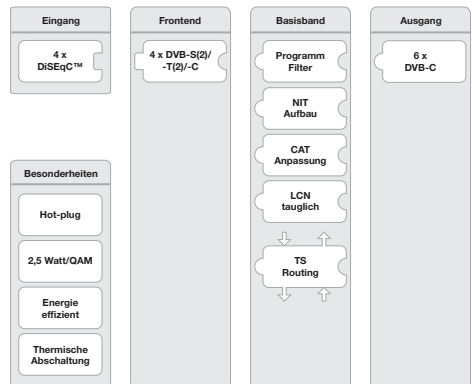 Eingang
4 x
DiSEqC™
Besonderheiten
Hot-plug
2,5 Watt/QAM
Energie
effizient
Thermische
Abschaltung
Frontend
4 x DVB-S(2)/
-T(2)/-C
Basisband
Programm
Filter
NIT
Aufbau
CAT
Anpassung
LCN
tauglich
TS
Routing
Ausgang
6 x
DVB-C